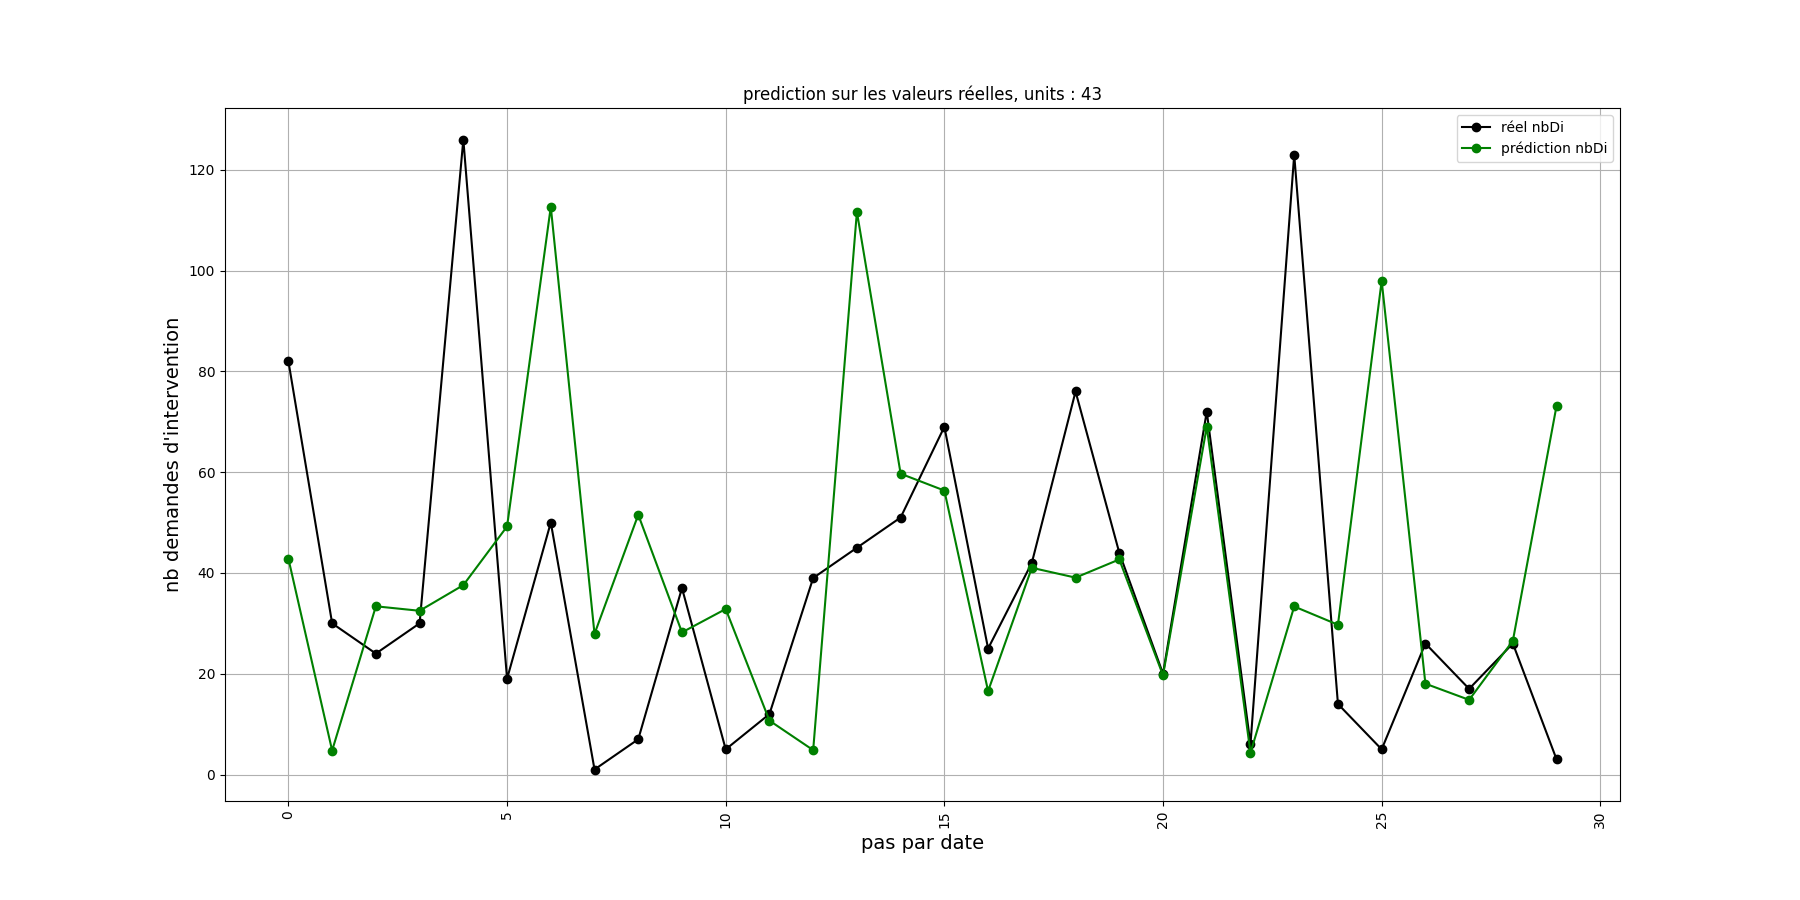 prediction sur les valeurs réelles, units : 43
réel nbDi
prédiction nbDi
nb demandes d'intervention
120
100
80
60
40
20
0
0 5 10 15 20 25 30
pas par date